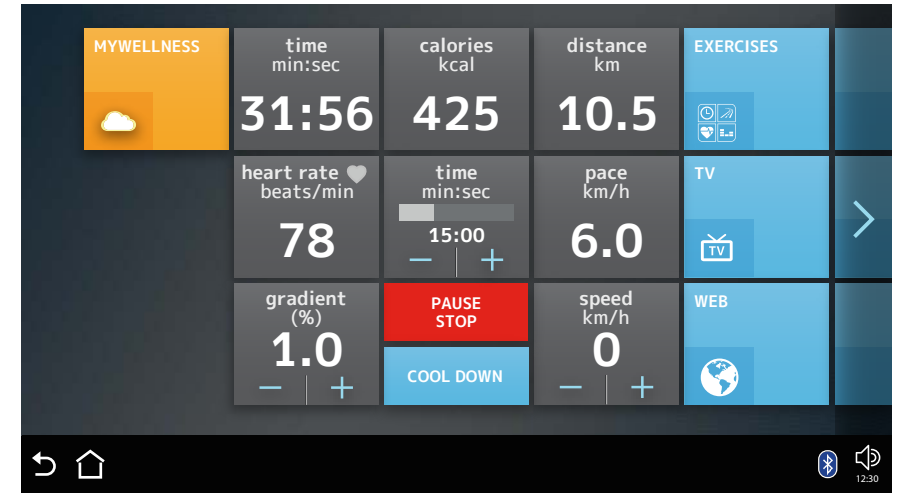 MYWELLNESS
time
min:sec
31:56
calories
kcal
425
distance
km
10.5
EXERCISES
heart rate
beats/min
78
time
min:sec
15:00
− +
pace
km/h
6.0
TV
TV
gradient
(%)
1.0
− +
PAUSE
STOP
COOL DOWN
speed
km/h
0
− +
WEB
12:30